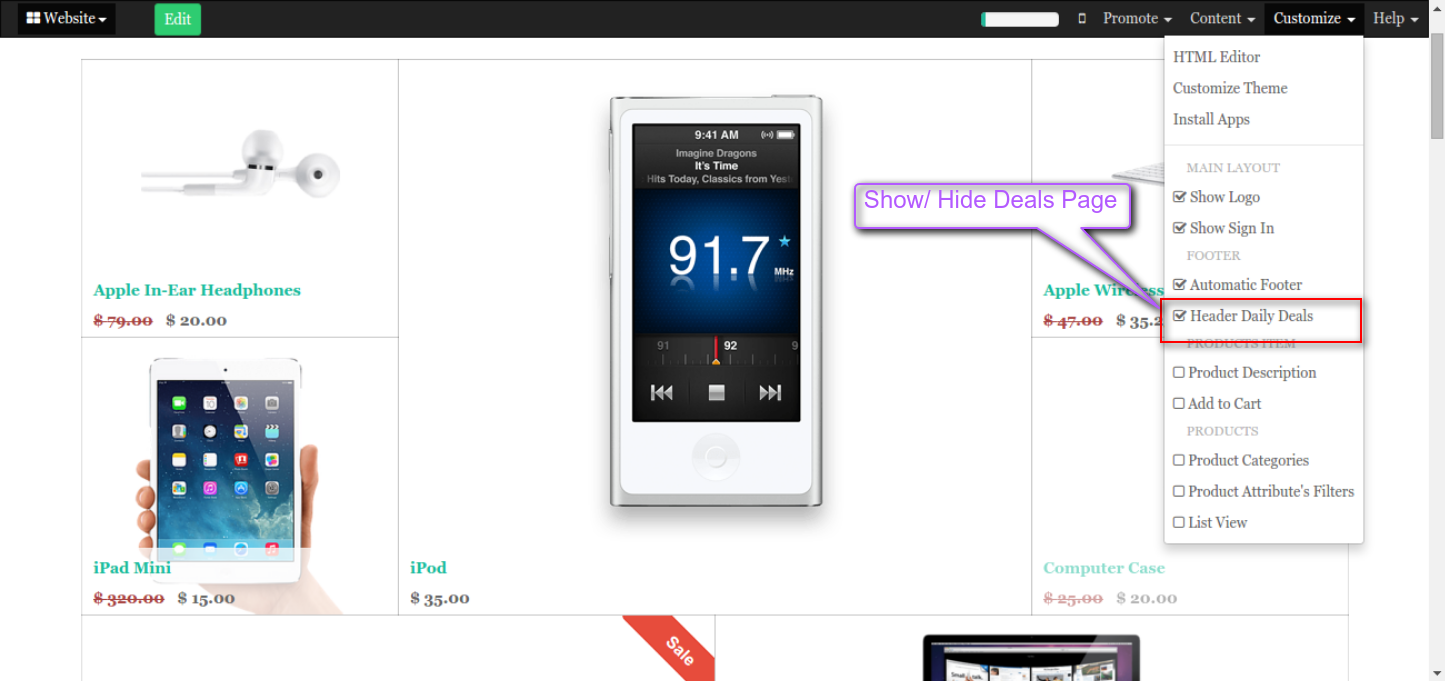 Website
Edit
Promote
Content
Customize
Help
HTML Editor
Customize Theme
Install Apps
MAIN LAYOUT
Show Logo
Show Sign In
FOOTER
Automatic Footer
Header Daily Deals
PRODUCTS ITEM
Product Description
Add to Cart
PRODUCTS
Product Categories
Product Attribute's Filters
List View
Show/ Hide Deals Page
9:41 AM
Imagine Dragons
It's Time
Hits Today, Classics from Yest
91.7
MHz
91 92 9
Apple In-Ear Headphones
$ 79.00 $ 20.00
Apple Wireless
$ 47.00 $ 35.2
iPad Mini
$ 320.00 $ 15.00
iPod
$ 35.00
Computer Case
$ 25.00 $ 20.00
Sale